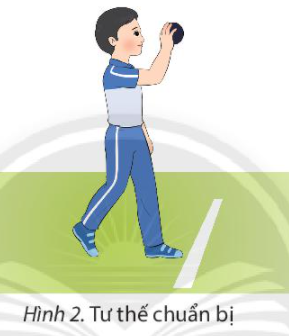 Hình 2. Tư thế chuẩn bị